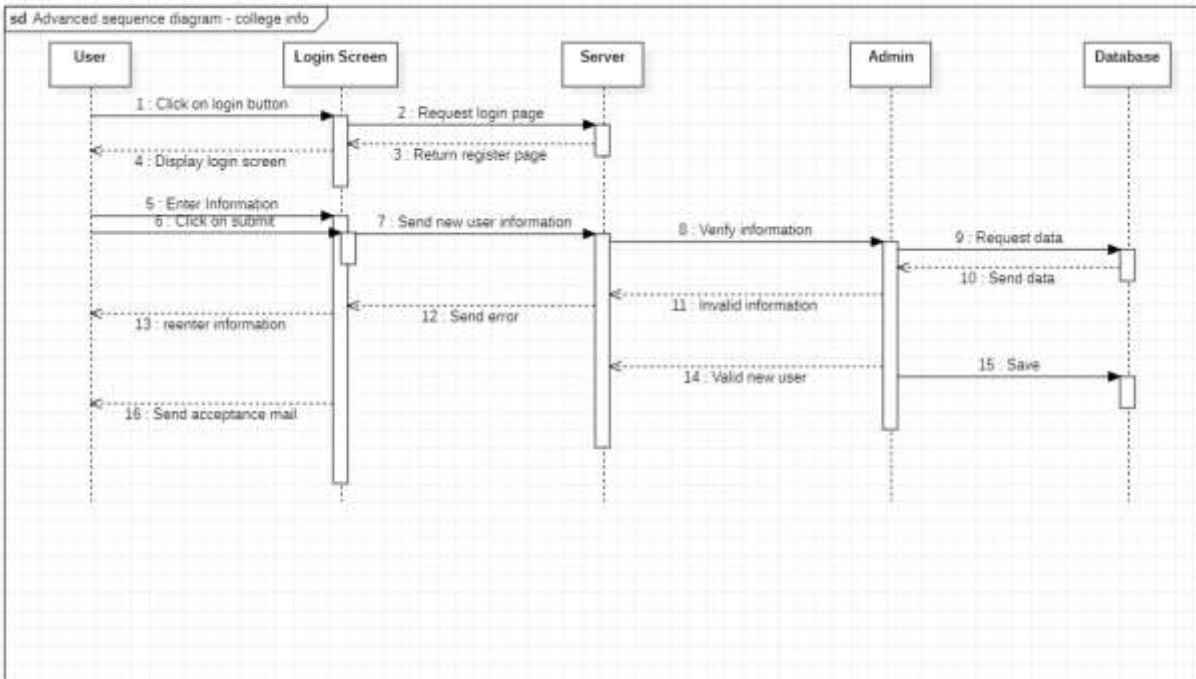 sd Advanced sequence diagram - college info
User
Login Screen
Server
Admin
Database
1 : Click on login button
2 : Request login page
3 : Return register page
4 : Display login screen
5 : Enter Information
6 : Click on submit
7 : Send new user information
8 : Verify information
9 : Request data
10 : Send data
11 : Invalid information
12 : Send error
13 : reenter information
14 : Valid new user
15 : Save
16 : Send acceptance mail